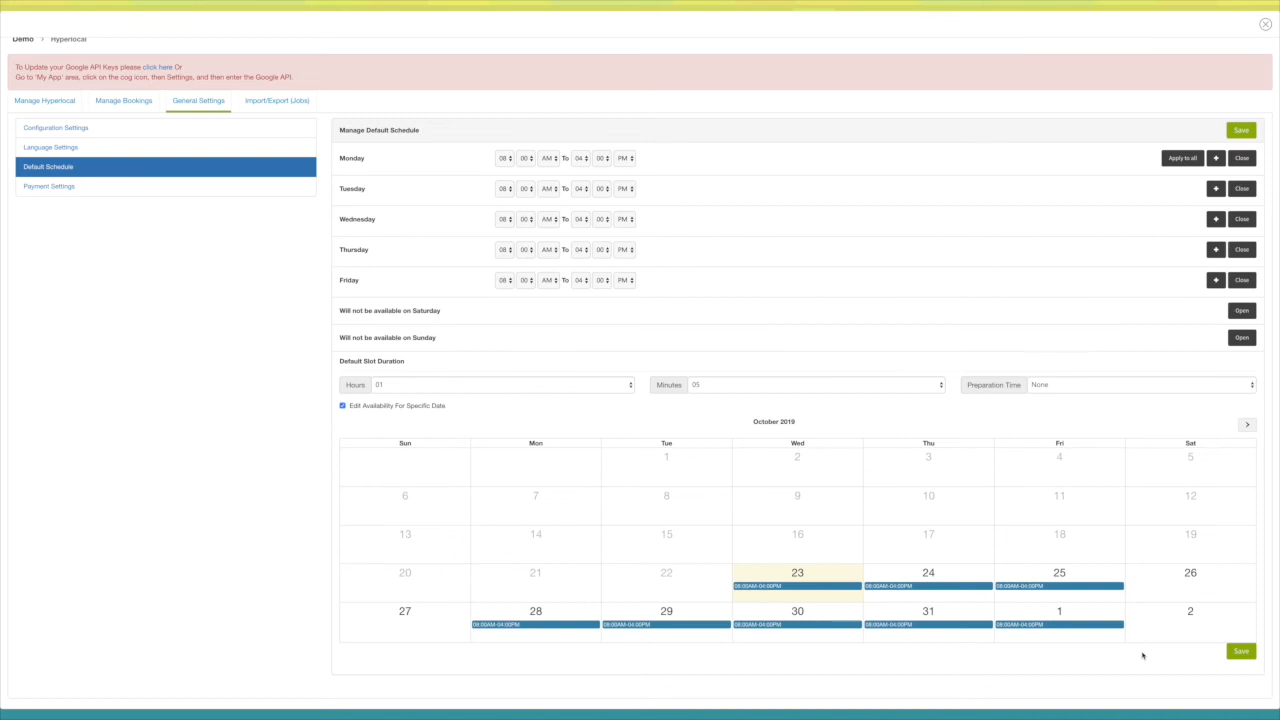 Demo > Hyperlocal
To Update your Google API Keys please click here Or
Go to 'My App' area, click on the cog icon, then Settings, and then enter the Google API.
Manage Hyperlocal Manage Bookings General Settings Import/Export (Jobs)
Configuration Settings
Language Settings
Default Schedule
Payment Settings
Manage Default Schedule Save
Monday 08 00 AM To 04 00 PM Apply to all + Close
Tuesday 08 00 AM To 04 00 PM + Close
Wednesday 08 00 AM To 04 00 PM + Close
Thursday 08 00 AM To 04 00 PM + Close
Friday 08 00 AM To 04 00 PM + Close
Will not be available on Saturday Open
Will not be available on Sunday Open
Default Slot Duration
Hours 01 Minutes 05 Preparation Time None
Edit Availability For Specific Date
October 2019
Sun Mon Tue Wed Thu Fri Sat
1 2 3 4 5
6 7 8 9 10 11 12
13 14 15 16 17 18 19
20 21 22 23 24 25 26
08:00AM-04:00PM 08:00AM-04:00PM 08:00AM-04:00PM
27 28 29 30 31 1 2
08:00AM-04:00PM 08:00AM-04:00PM 08:00AM-04:00PM 08:00AM-04:00PM 08:00AM-04:00PM
Save